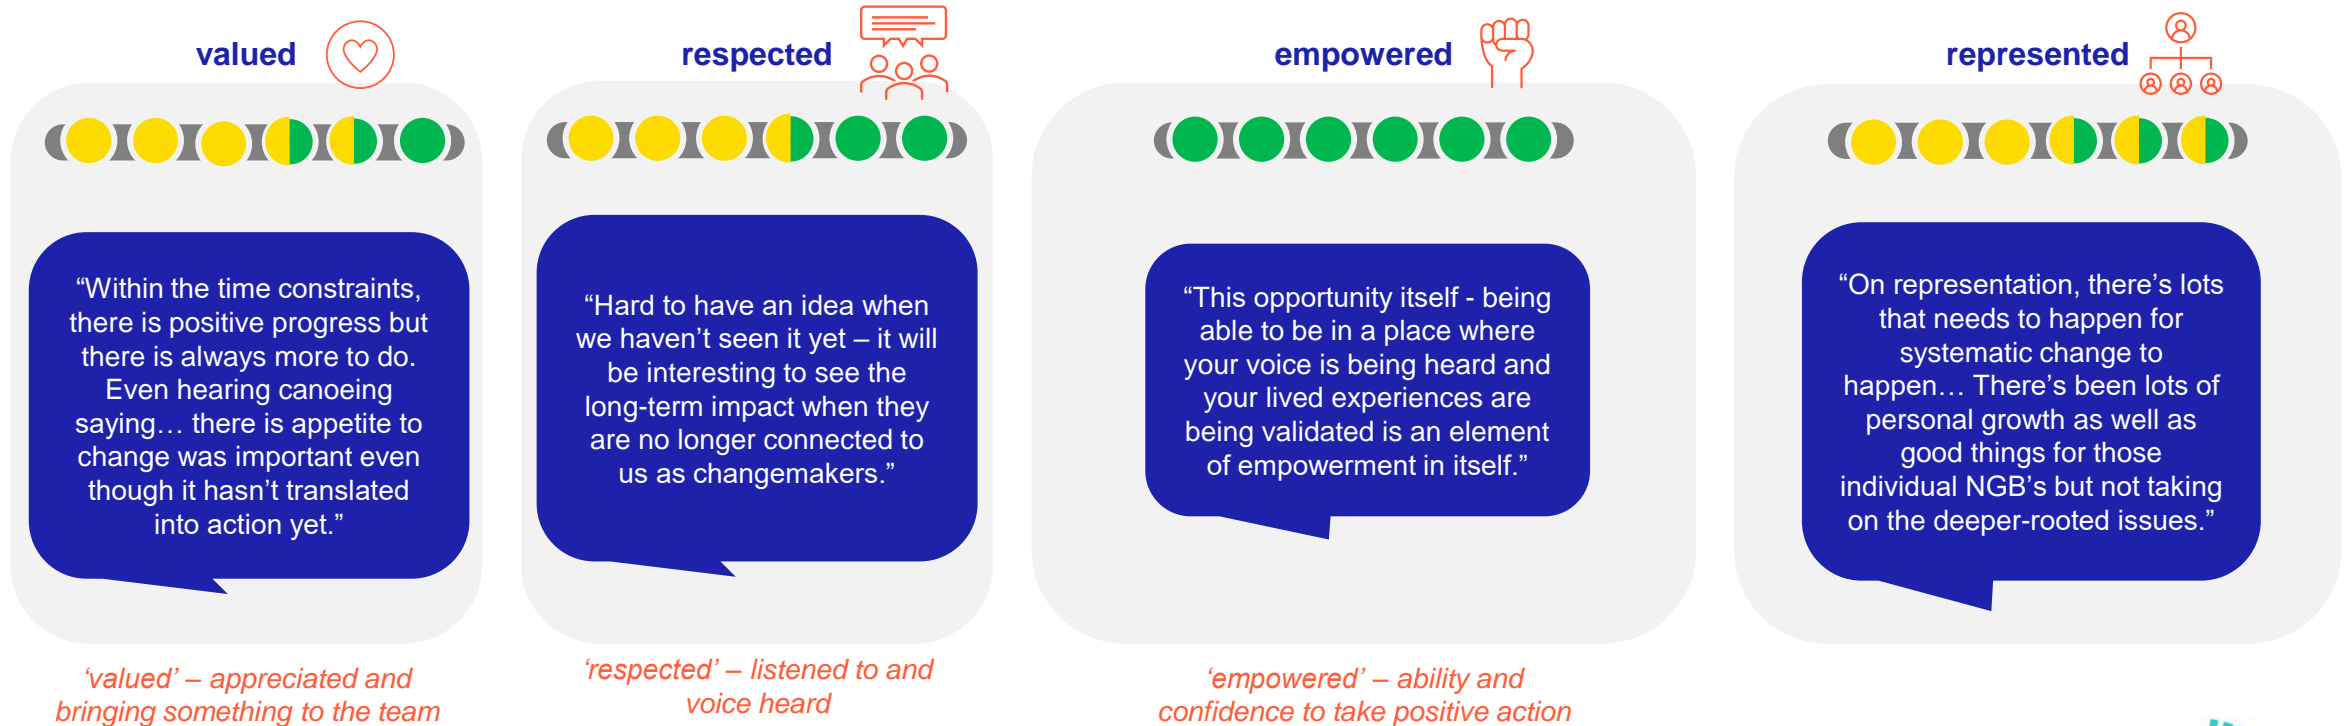 valued
“Within the time constraints,
there is positive progress but
there is always more to do.
Even hearing canoeing
saying… there is appetite to
change was important even
though it hasn’t translated
into action yet.”
‘valued’ – appreciated and
bringing something to the team
respected
“Hard to have an idea when
we haven’t seen it yet – it will
be interesting to see the
long-term impact when they
are no longer connected to
us as changemakers.”
‘respected’ – listened to and
voice heard
empowered
“This opportunity itself - being
able to be in a place where
your voice is being heard and
your lived experiences are
being validated is an element
of empowerment in itself.”
‘empowered’ – ability and
confidence to take positive action
represented
“On representation, there’s lots
that needs to happen for
systematic change to
happen… There’s been lots of
personal growth as well as
good things for those
individual NGB’s but not taking
on the deeper-rooted issues.”